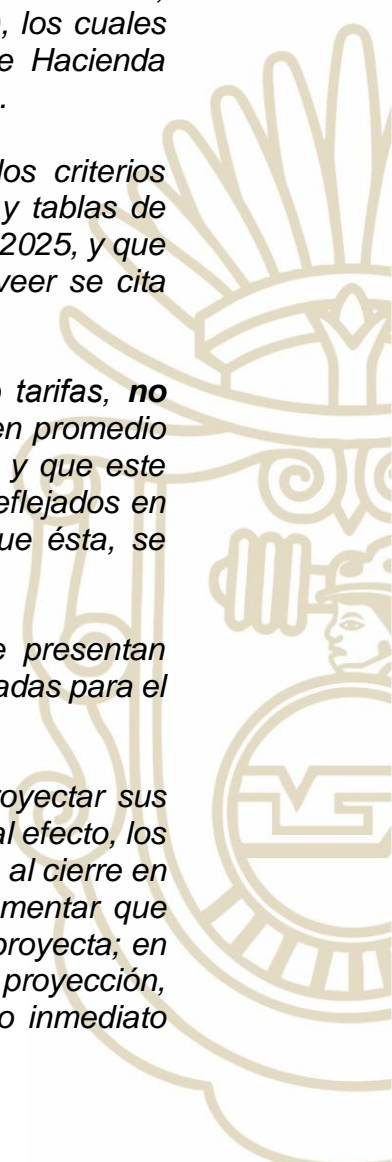 , los cuales
e Hacienda
.
los criterios
y tablas de
2025, y que
veer se cita
tarifas, no
en promedio
y que este
eflejados en
ue ésta, se
e presentan
adas para el
royectar sus
al efecto, los
al cierre en
mentar que
proyecta; en
proyección,
o inmediato